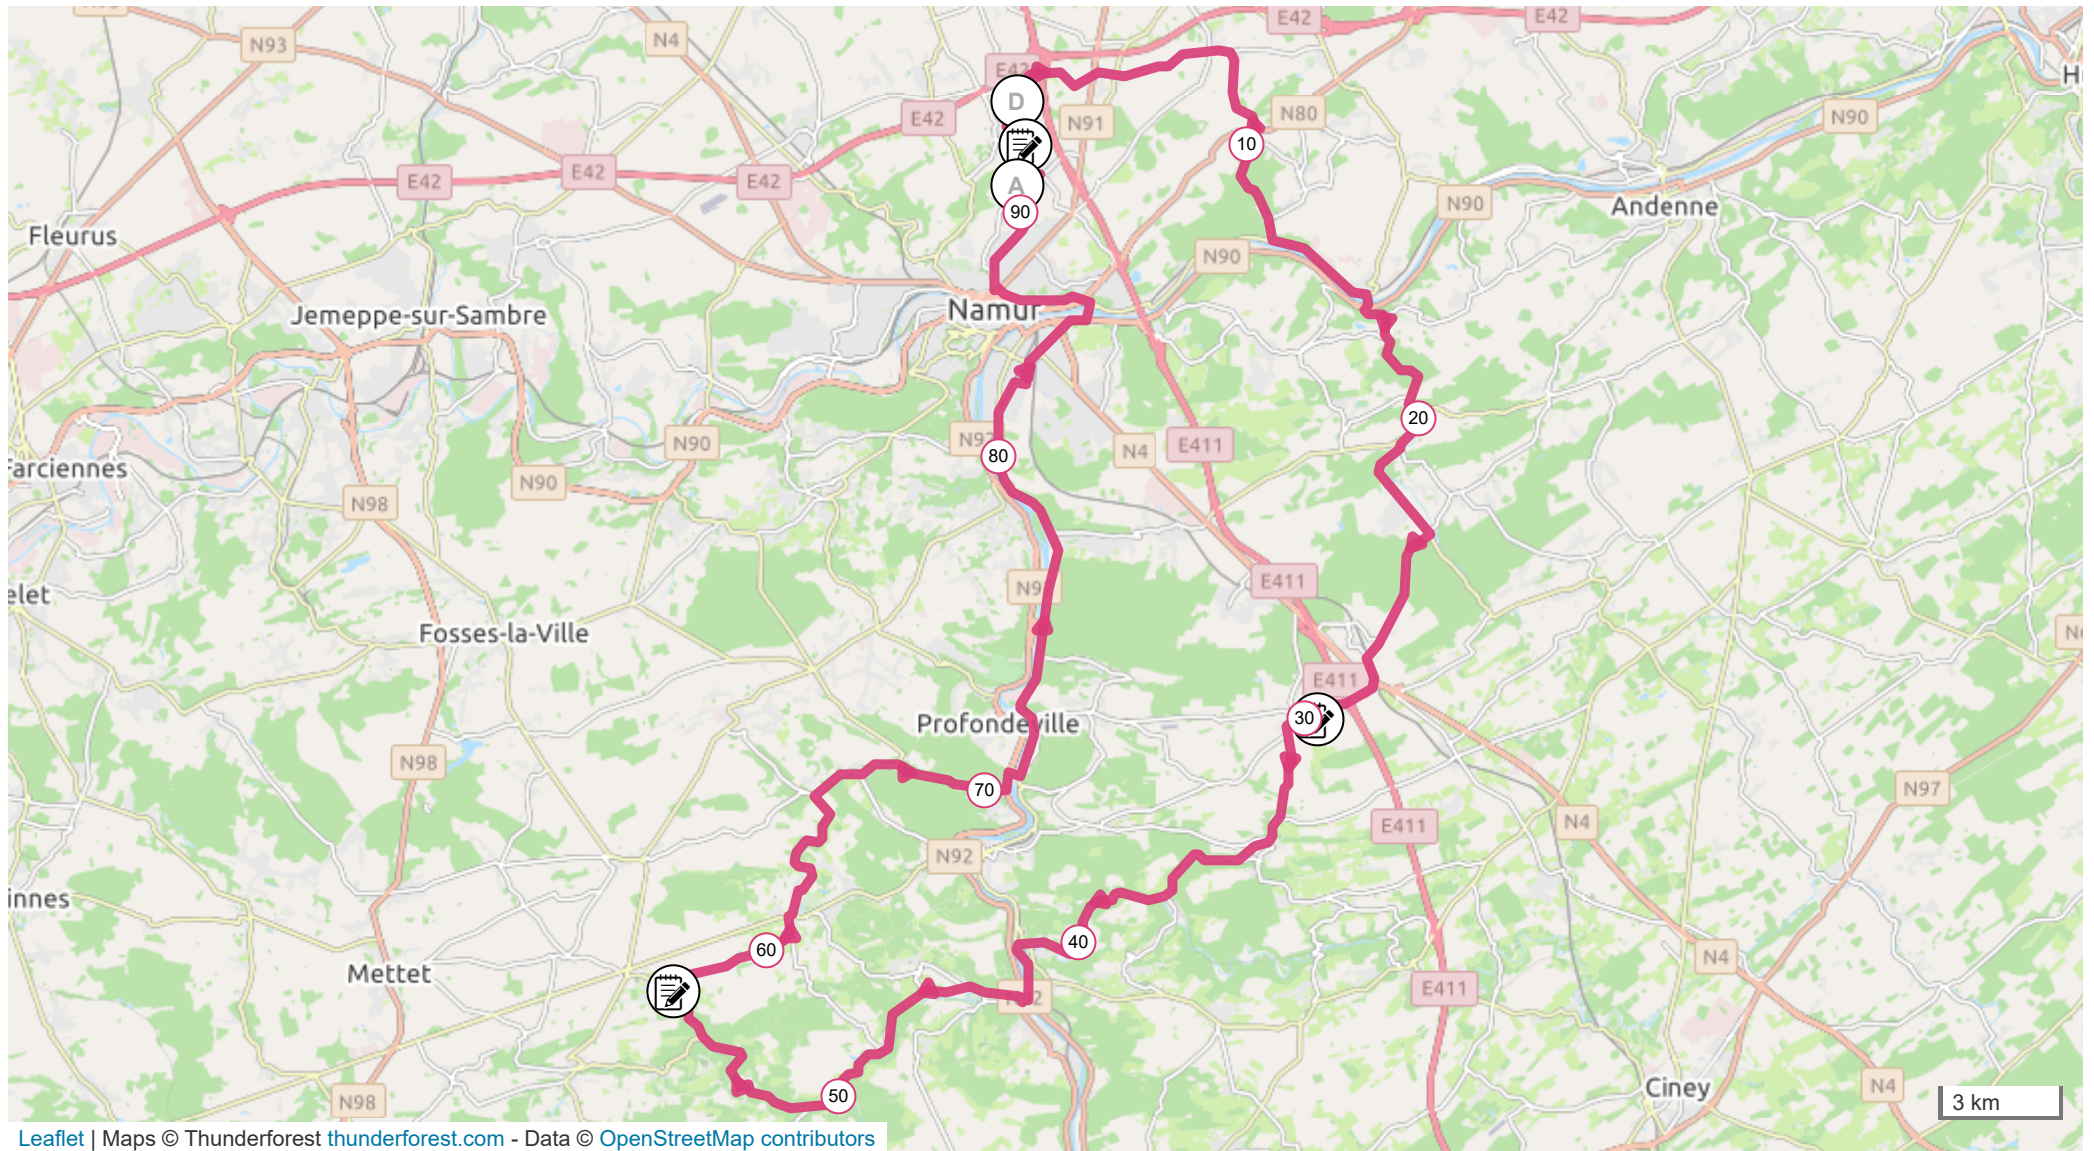 N93
N4
E42
E42
E42
D
N91
N80
N90
10
E42
E42
E42
E42
A
90
N90
Andenne
Fleurus
N90
Jemeppe-sur-Sambre
Namur
20
N90
N4
E411
80
N90
N98
E411
Fosses-la-Ville
E411
Profondeville
30
N98
70
N97
E411
N4
N92
40
60
N4
Mettet
E411
50
Ciney
N4
N98
3 km
Leaflet | Maps © Thunderforest thunderforest.com - Data © OpenStreetMap contributors